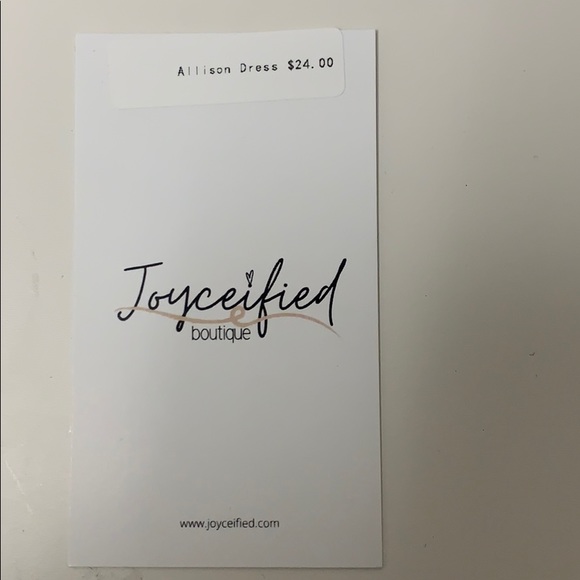 Allison Dress $24.00
Joyceified
boutique
www.joyceified.com